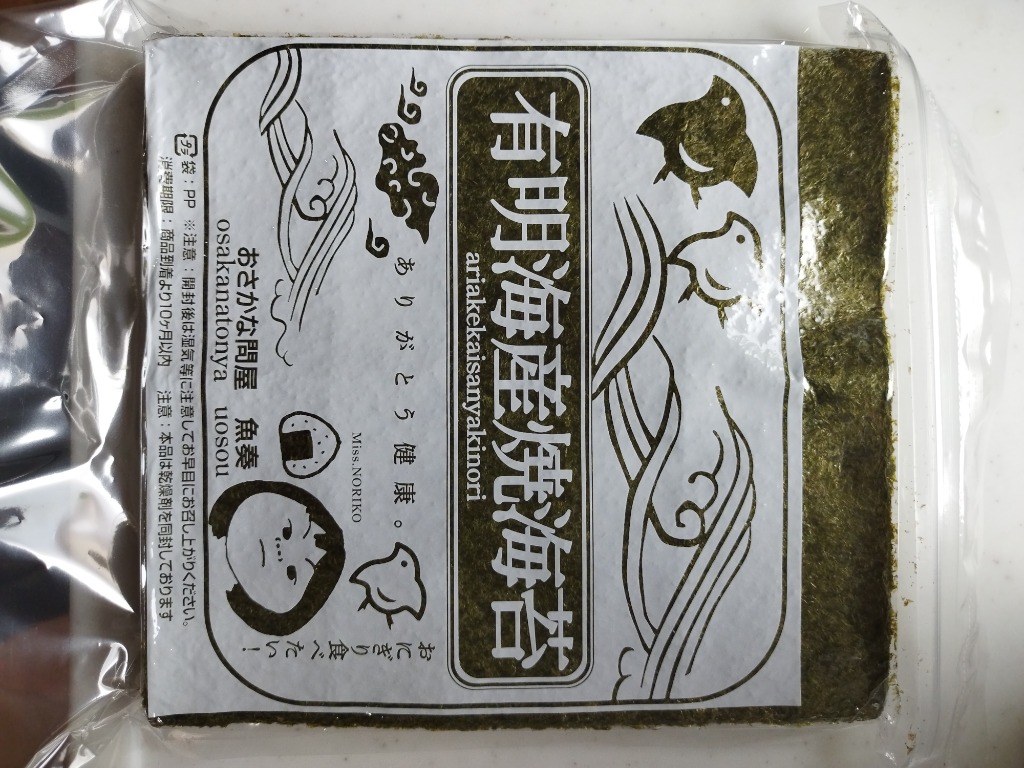 有明海産焼海苔
ariakekaisanyakinori
ありがとう健康。
Miss.NORIKO
おにぎり食べたい!
おさかな問屋 魚奏
osakanatonya uosou
プラ 袋:PP ※注意:開封後は湿気等に注意してお早目にお召し上がりください。
消費期限:商品到着より10ヶ月以内 注意:本品は乾燥剤を同封しております